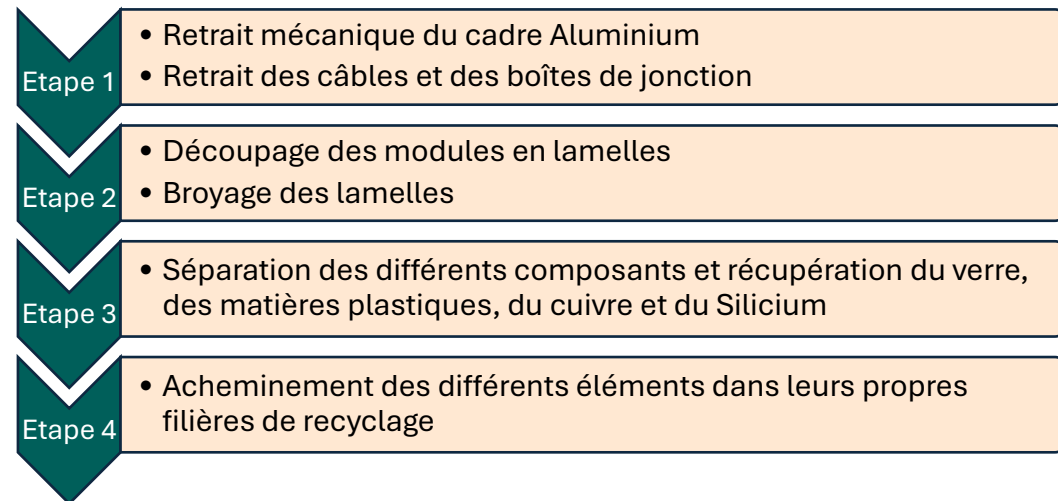 Etape 1
• Retrait mécanique du cadre Aluminium
• Retrait des câbles et des boîtes de jonction
Etape 2
• Découpage des modules en lamelles
• Broyage des lamelles
Etape 3
• Séparation des différents composants et récupération du verre,
des matières plastiques, du cuivre et du Silicium
Etape 4
• Acheminement des différents éléments dans leurs propres
filières de recyclage